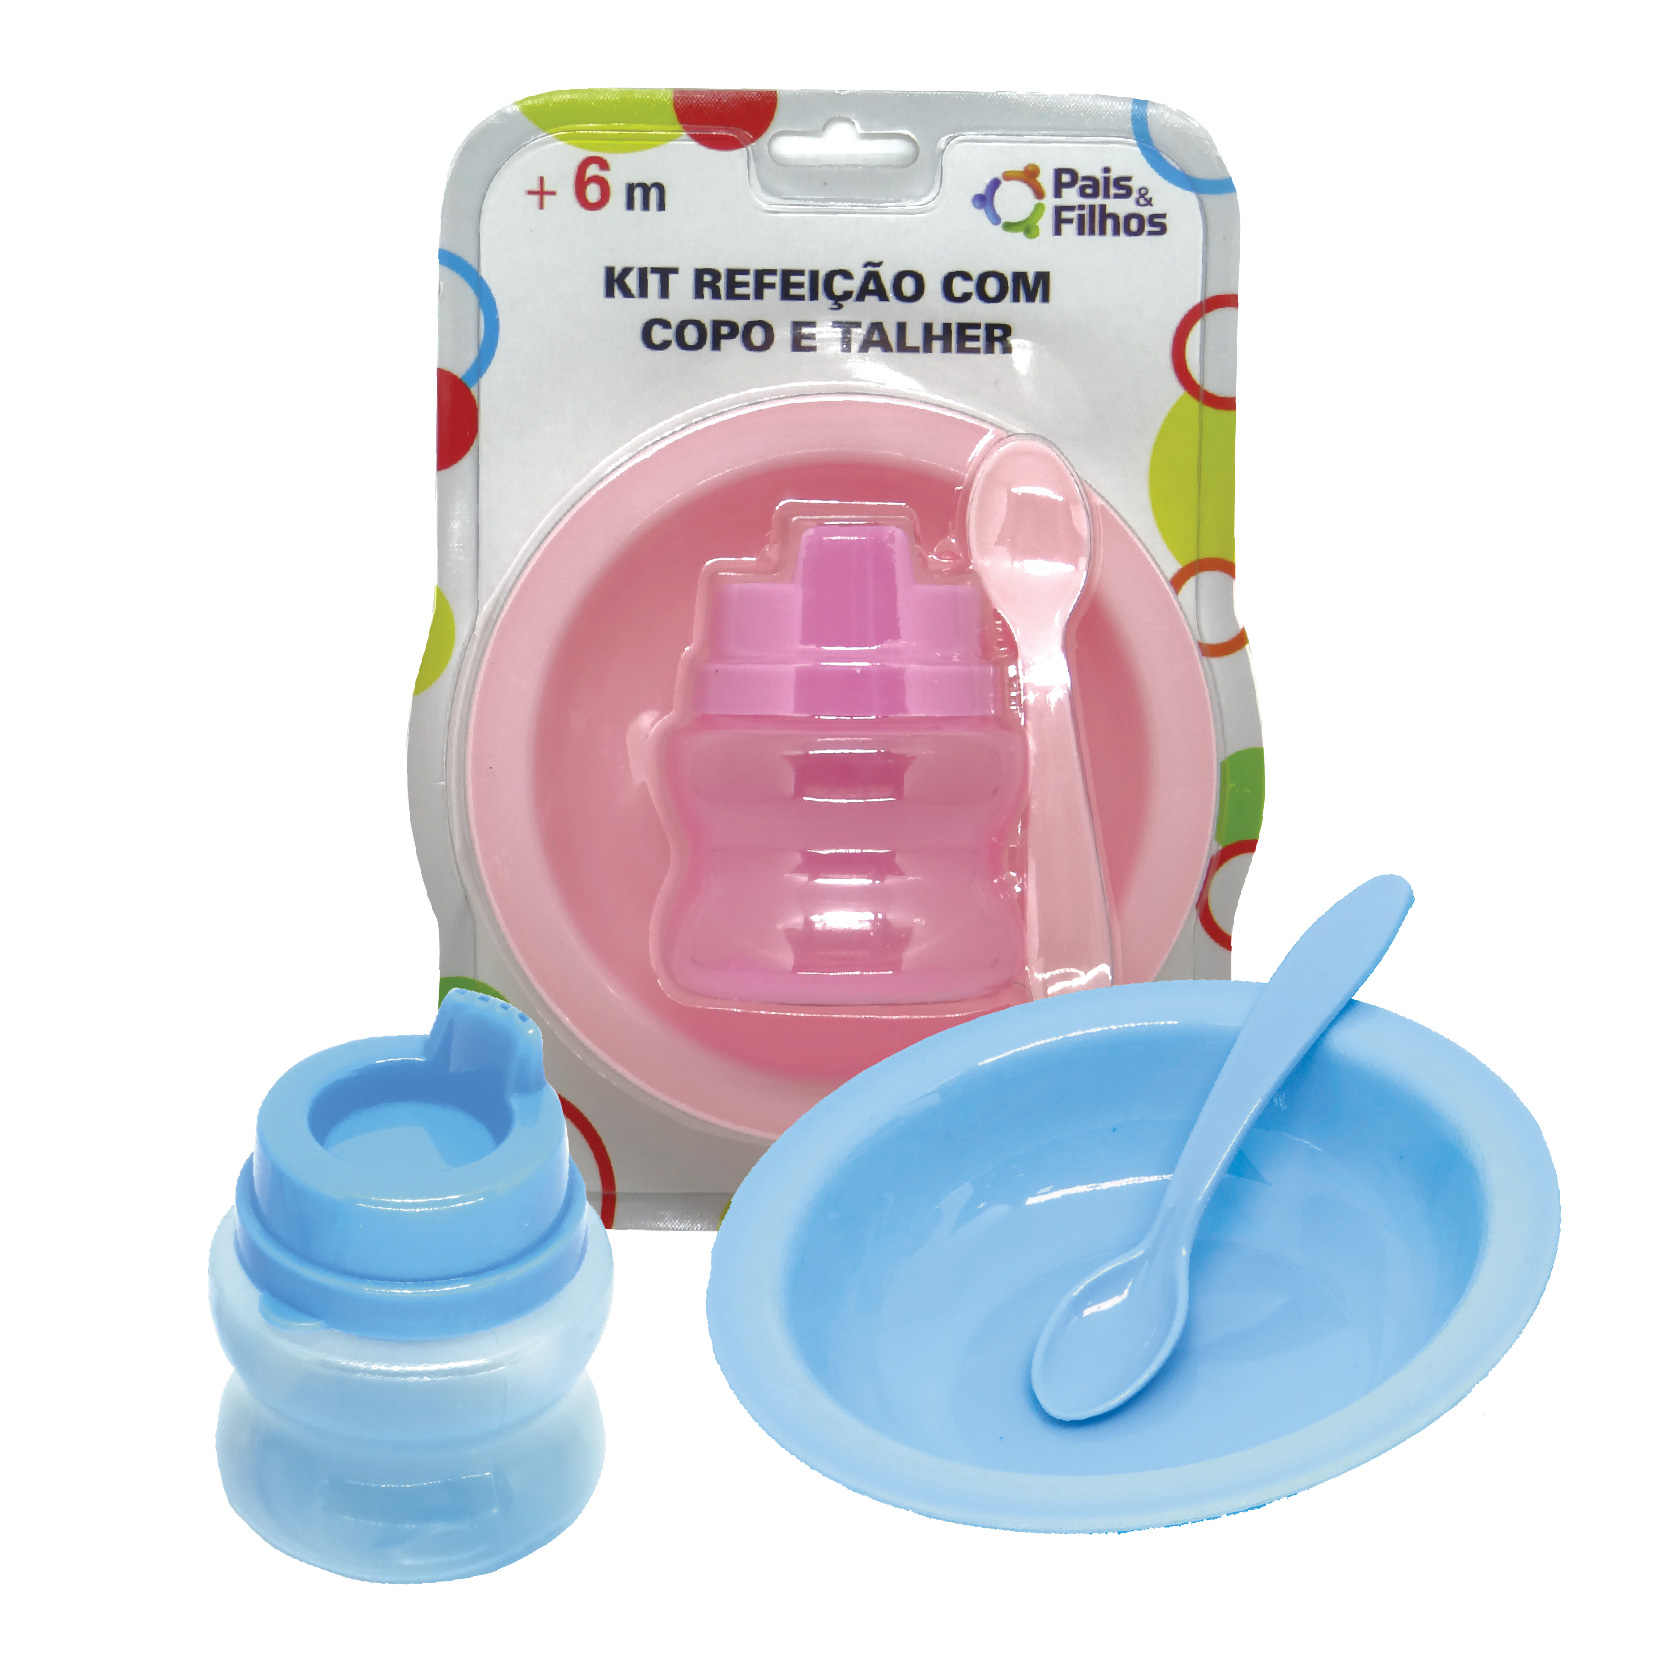 + 6 m
Pais &
Filhos
KIT REFEIÇÃO COM
COPO E TALHER